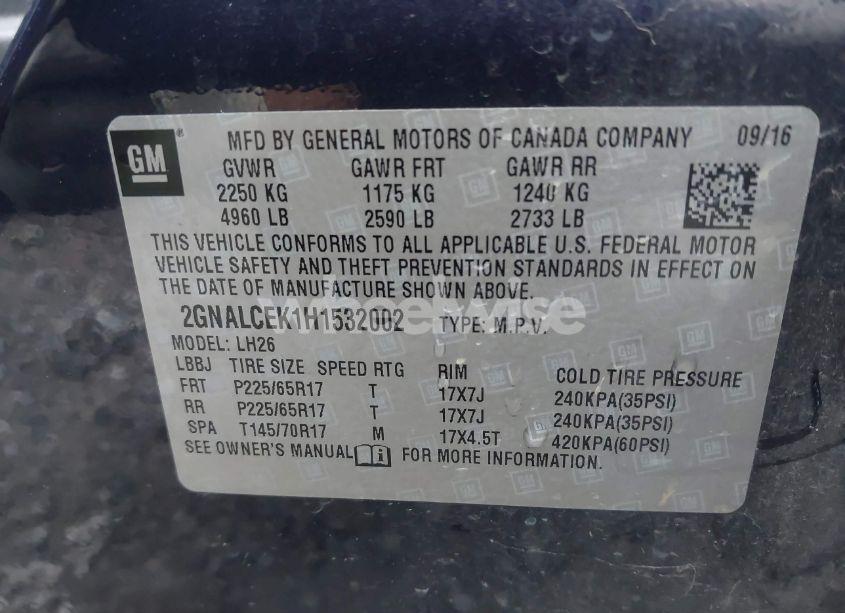 GM ® MFD BY GENERAL MOTORS OF CANADA COMPANY 09/16
GVWR GAWR FRT GAWR RR
2250 KG 1175 KG 1240 KG
4960 LB 2590 LB 2733 LB
THIS VEHICLE CONFORMS TO ALL APPLICABLE U.S. FEDERAL MOTOR
VEHICLE SAFETY AND THEFT PREVENTION STANDARDS IN EFFECT ON
THE DATE OF MANUFACTURE SHOWN ABOVE.
2GNALCEK1H1532002 TYPE: M.P.V.
MODEL: LH26
LBBJ TIRE SIZE SPEED RTG RIM COLD TIRE PRESSURE
FRT P225/65R17 T 17X7J 240KPA(35PSI)
RR P225/65R17 T 17X7J 240KPA(35PSI)
SPA T145/70R17 M 17X4.5T 420KPA(60PSI)
SEE OWNER'S MANUAL FOR MORE INFORMATION.